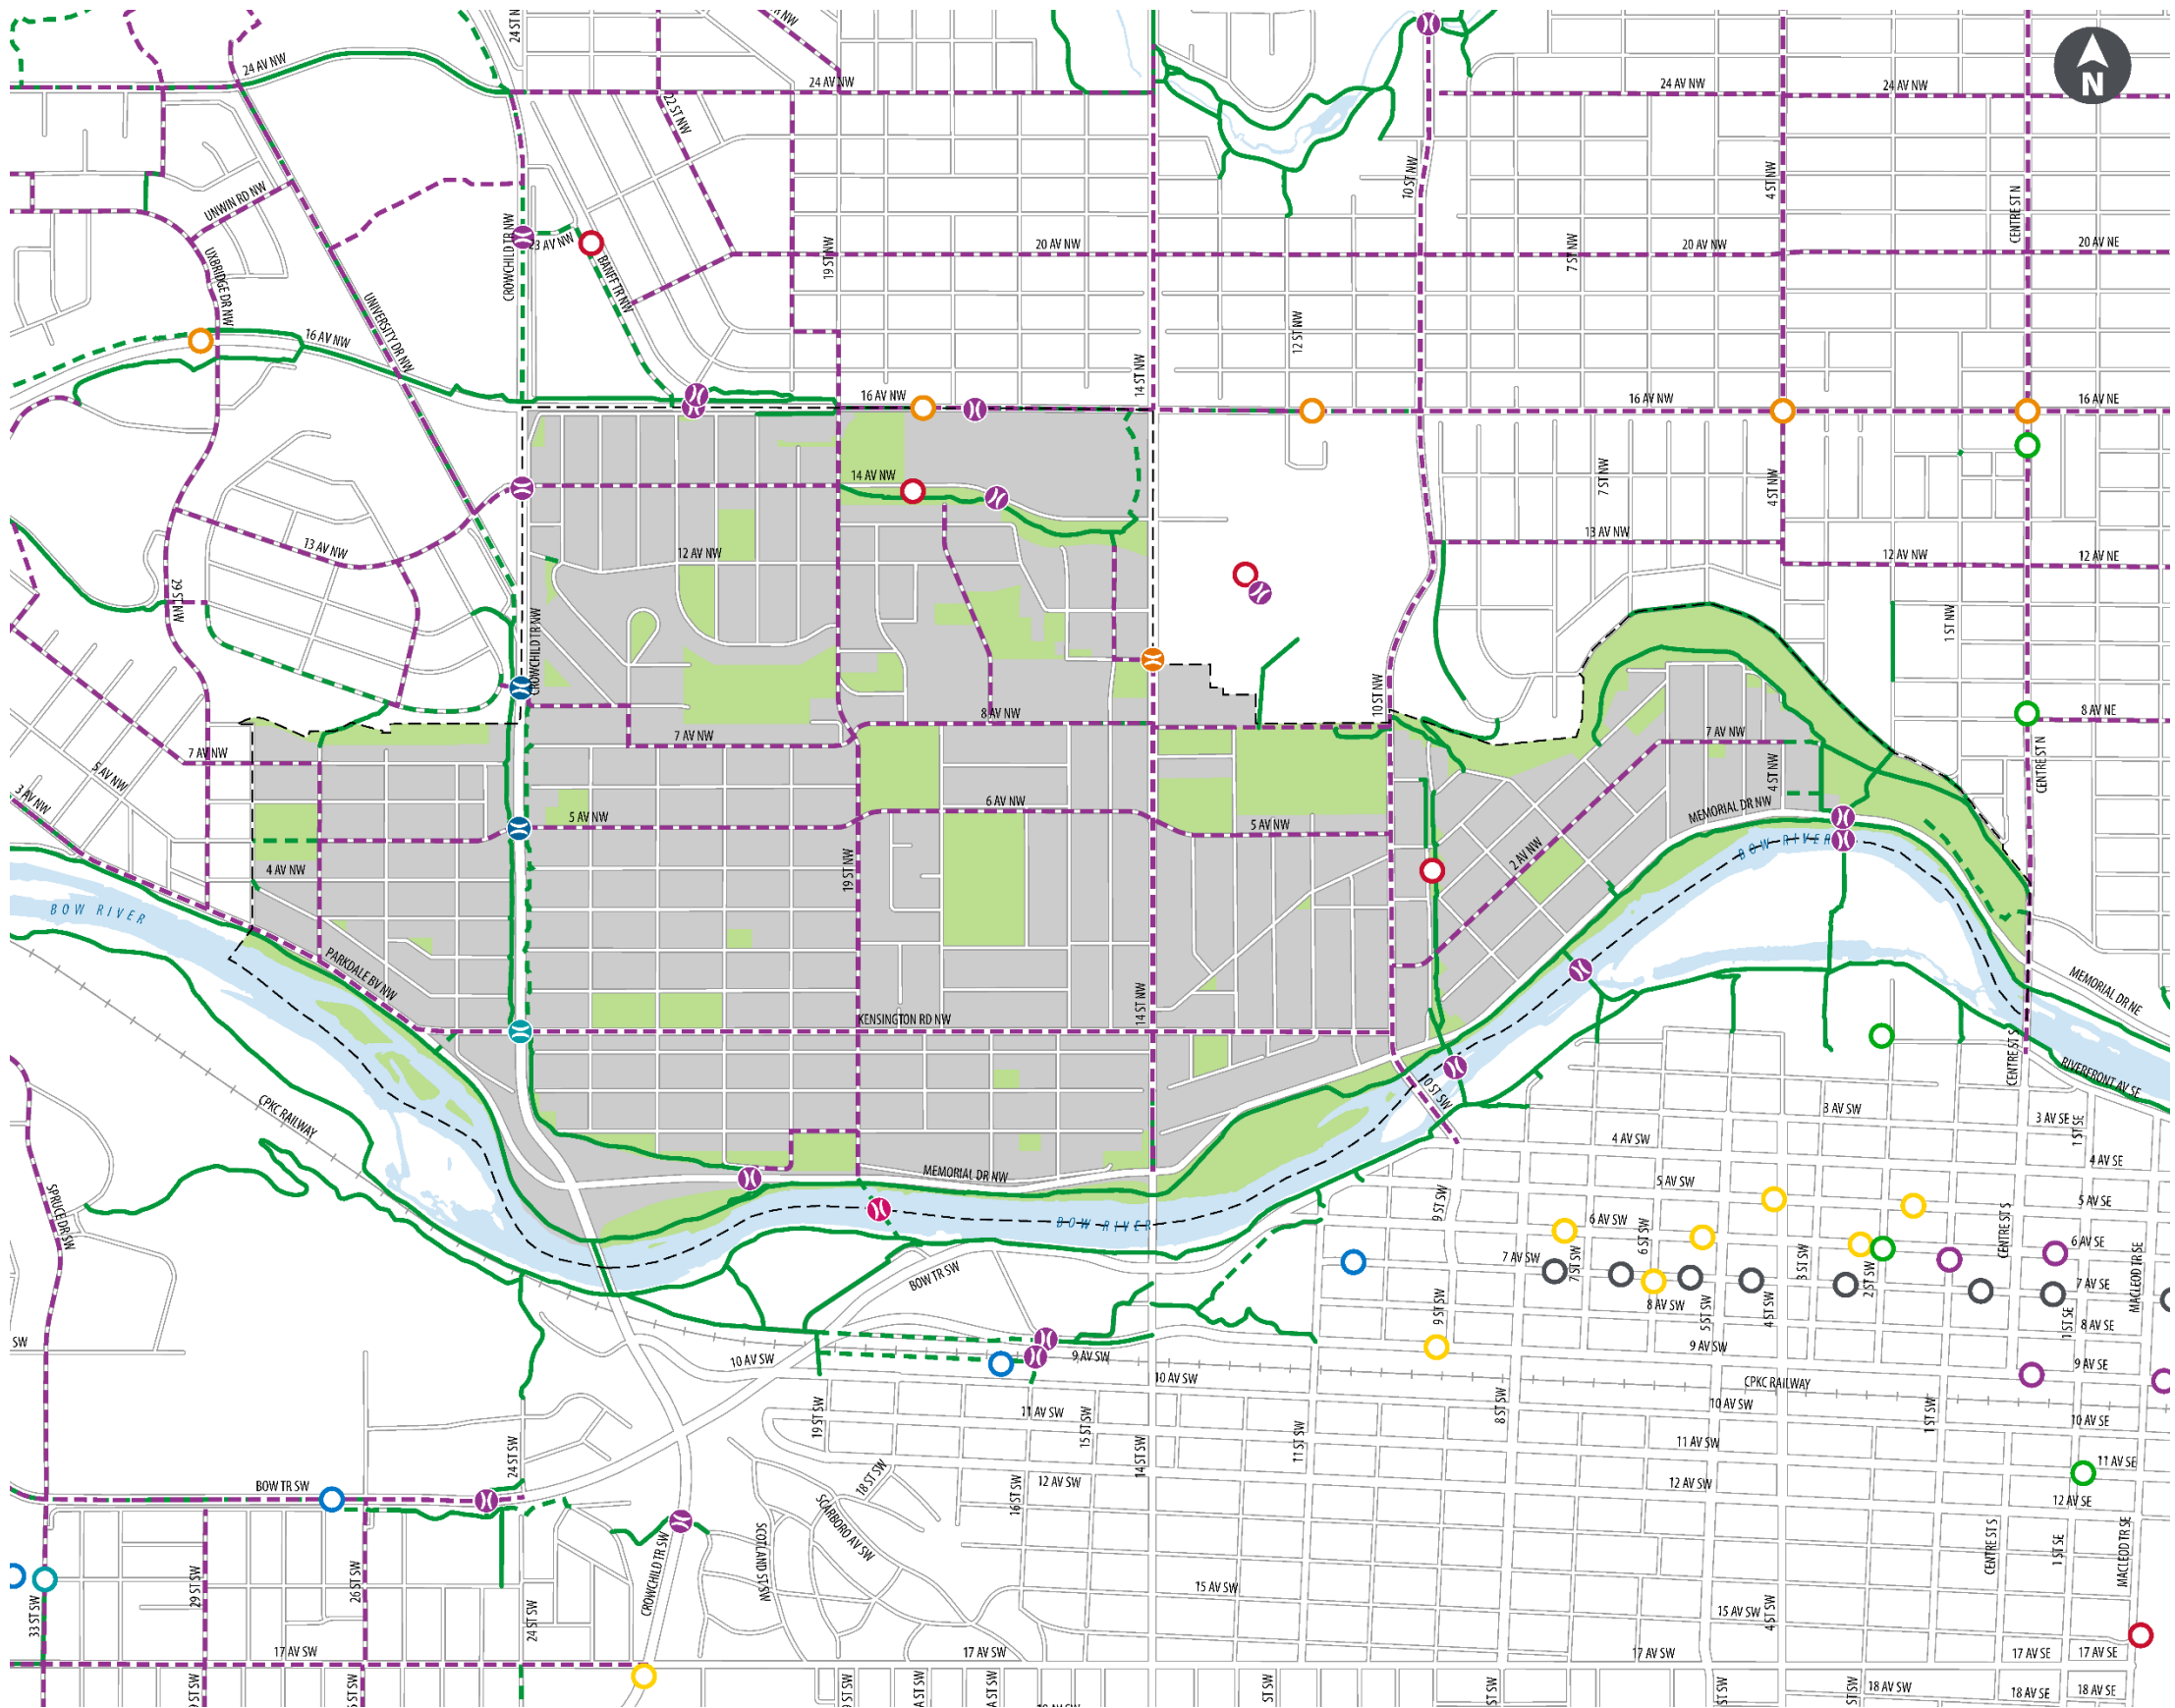 24 ST N
24 AV NW
N
24 AV NW
24 AV NW
24 AV NW
22 ST NW
10 ST NW
4 ST NW
UNWIN RD NW
CROWCHILD TR NW
23 AV NW
19 ST NW
20 AV NW
7 ST NW
20 AV NW
CENTRE ST N
20 AV NE
UXBRIDGE DR NW
UNIVERSITY DR NW
BANFF TR NW
16 AV NW
12 ST NW
14 ST NW
16 AV NW
16 AV NW
16 AV NE
14 AV NW
7 ST NW
4 ST NW
13 AV NW
12 AV NW
13 AV NW
12 AV NW
12 AV NE
29 ST NW
CROWCHILD TR NW
1 ST NW
10 ST NW
8 AV NW
8 AV NE
7 AV NW
7 AV NW
7 AV NW
5 AV NW
3 AV NW
4 ST NW
CENTRE ST N
5 AV NW
6 AV NW
5 AV NW
MEMORIAL DR NW
BOW RIVER
2 AV NW
4 AV NW
19 ST NW
BOW RIVER
PARKDALE BV NW
14 ST NW
KENSINGTON RD NW
MEMORIAL DR NE
CENTRE ST S
RIVERFRONT AV SE
CPKC RAILWAY
10 ST SW
3 AV SW
3 AV SE
1 ST SE
4 AV SW
4 AV SE
MEMORIAL DR NW
5 AV SW
5 AV SE
SPRUCE DR SW
BOW RIVER
9 ST SW
6 AV SW
6 ST SW
CENTRE ST S
6 AV SE
7 AV SW
7 ST SW
3 ST SW
2 ST SW
MACLEOD TR SE
7 AV SE
BOW TR SW
8 AV SW
5 ST SW
4 ST SW
9 ST SW
1 ST SE
8 AV SE
SW
10 AV SW
9 AV SW
9 AV SW
9 AV SE
10 AV SW
CPKC RAILWAY
8 ST SW
10 AV SW
19 ST SW
11 AV SW
15 ST SW
14 ST SW
11 ST SW
1 ST SW
10 AV SE
11 AV SW
24 ST SW
12 AV SW
12 AV SW
11 AV SE
BOW TR SW
18 ST SW
16 ST SW
12 AV SE
SCARBORO AV SW
SCOTLAND ST SW
CROWCHILD TR SW
CENTRE ST S
1 ST SE
MACLEOD TR SE
33 ST SW
29 ST SW
26 ST SW
24 ST SW
15 AV SW
15 AV SW
4 ST SW
17 AV SW
17 AV SW
17 AV SW
17 AV SE
17 AV SE
ST SW
ST SW
ST SW
ST SW
18 AV SW
18 AV SE
18 AV SE